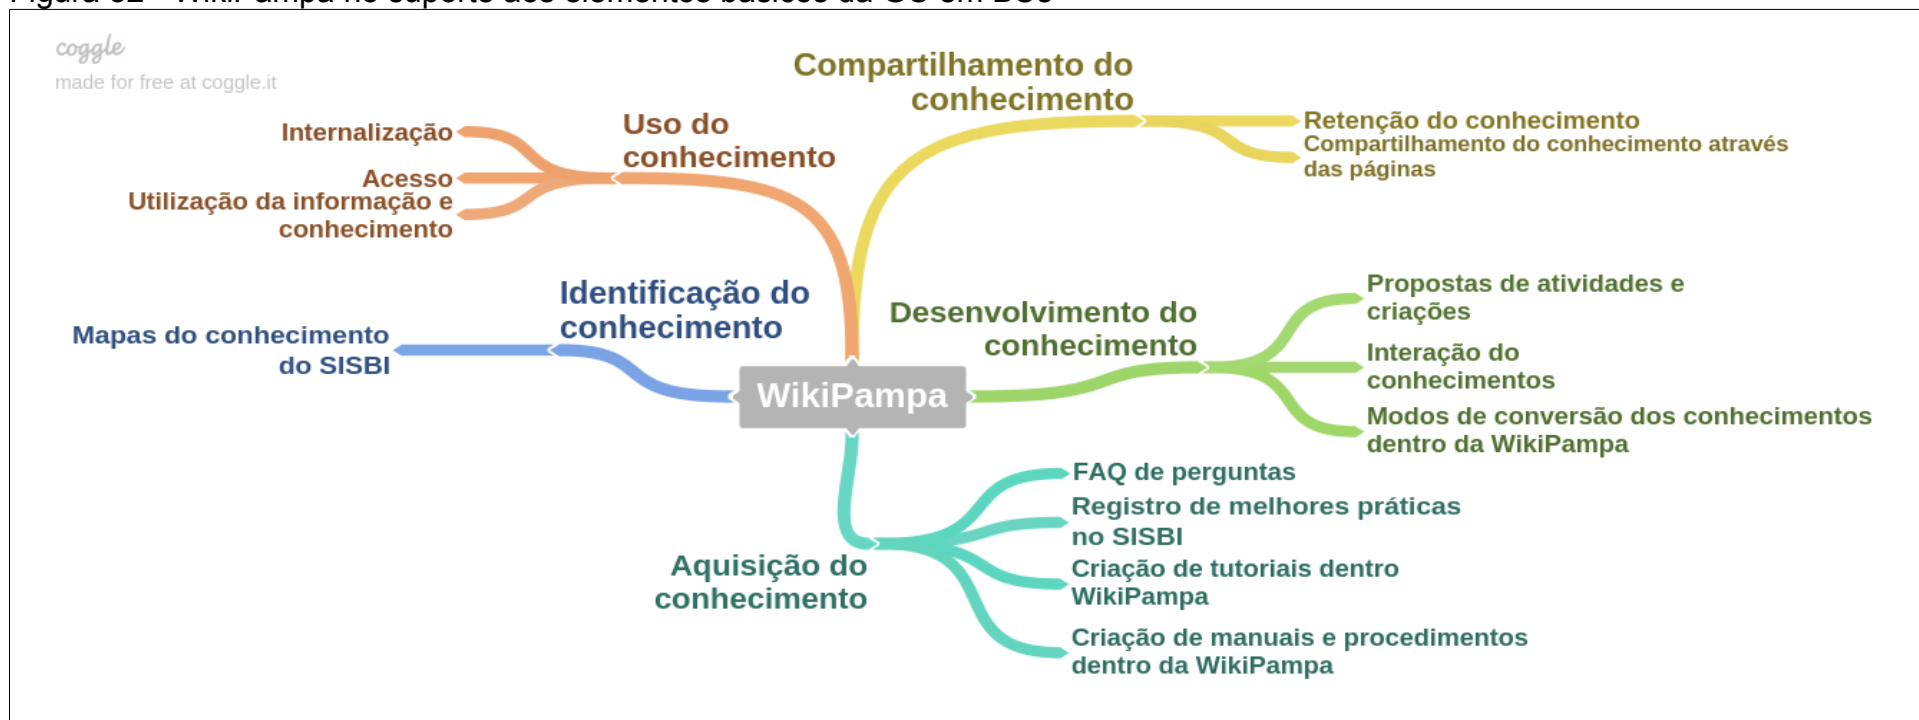 coggle
made for free at coggle.it
Compartilhamento do
conhecimento
Retenção do conhecimento
Compartilhamento do conhecimento através
das páginas
Uso do
conhecimento
Internalização
Acesso
Utilização da informação e
conhecimento
Identificação do
conhecimento
Mapas do conhecimento
do SISBI
Desenvolvimento do
conhecimento
Propostas de atividades e
criações
Interação do
conhecimentos
Modos de conversão dos conhecimentos
dentro da WikiPampa
WikiPampa
Aquisição do
conhecimento
FAQ de perguntas
Registro de melhores práticas
no SISBI
Criação de tutoriais dentro
WikiPampa
Criação de manuais e procedimentos
dentro da WikiPampa